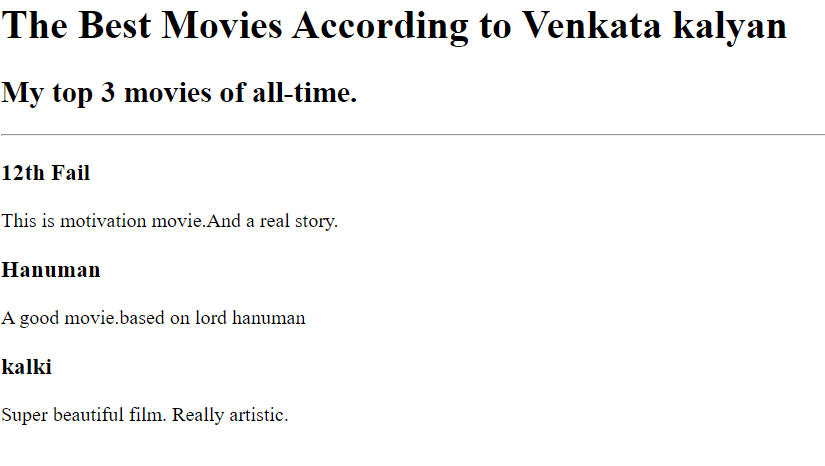 The Best Movies According to Venkata kalyan
My top 3 movies of all-time.
12th Fail
This is motivation movie.And a real story.
Hanuman
A good movie.based on lord hanuman
kalki
Super beautiful film. Really artistic.